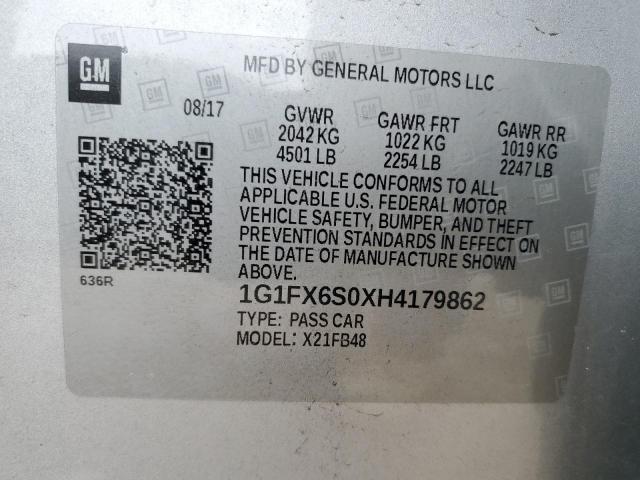 GM
MFD BY GENERAL MOTORS LLC
08/17
GVWR GAWR FRT GAWR RR
2042 KG 1022 KG 1019 KG
4501 LB 2254 LB 2247 LB
THIS VEHICLE CONFORMS TO ALL
APPLICABLE U.S. FEDERAL MOTOR
VEHICLE SAFETY, BUMPER, AND THEFT
PREVENTION STANDARDS IN EFFECT ON
THE DATE OF MANUFACTURE SHOWN
ABOVE.
636R
1G1FX6S0XH4179862
TYPE: PASS CAR
MODEL: X21FB48